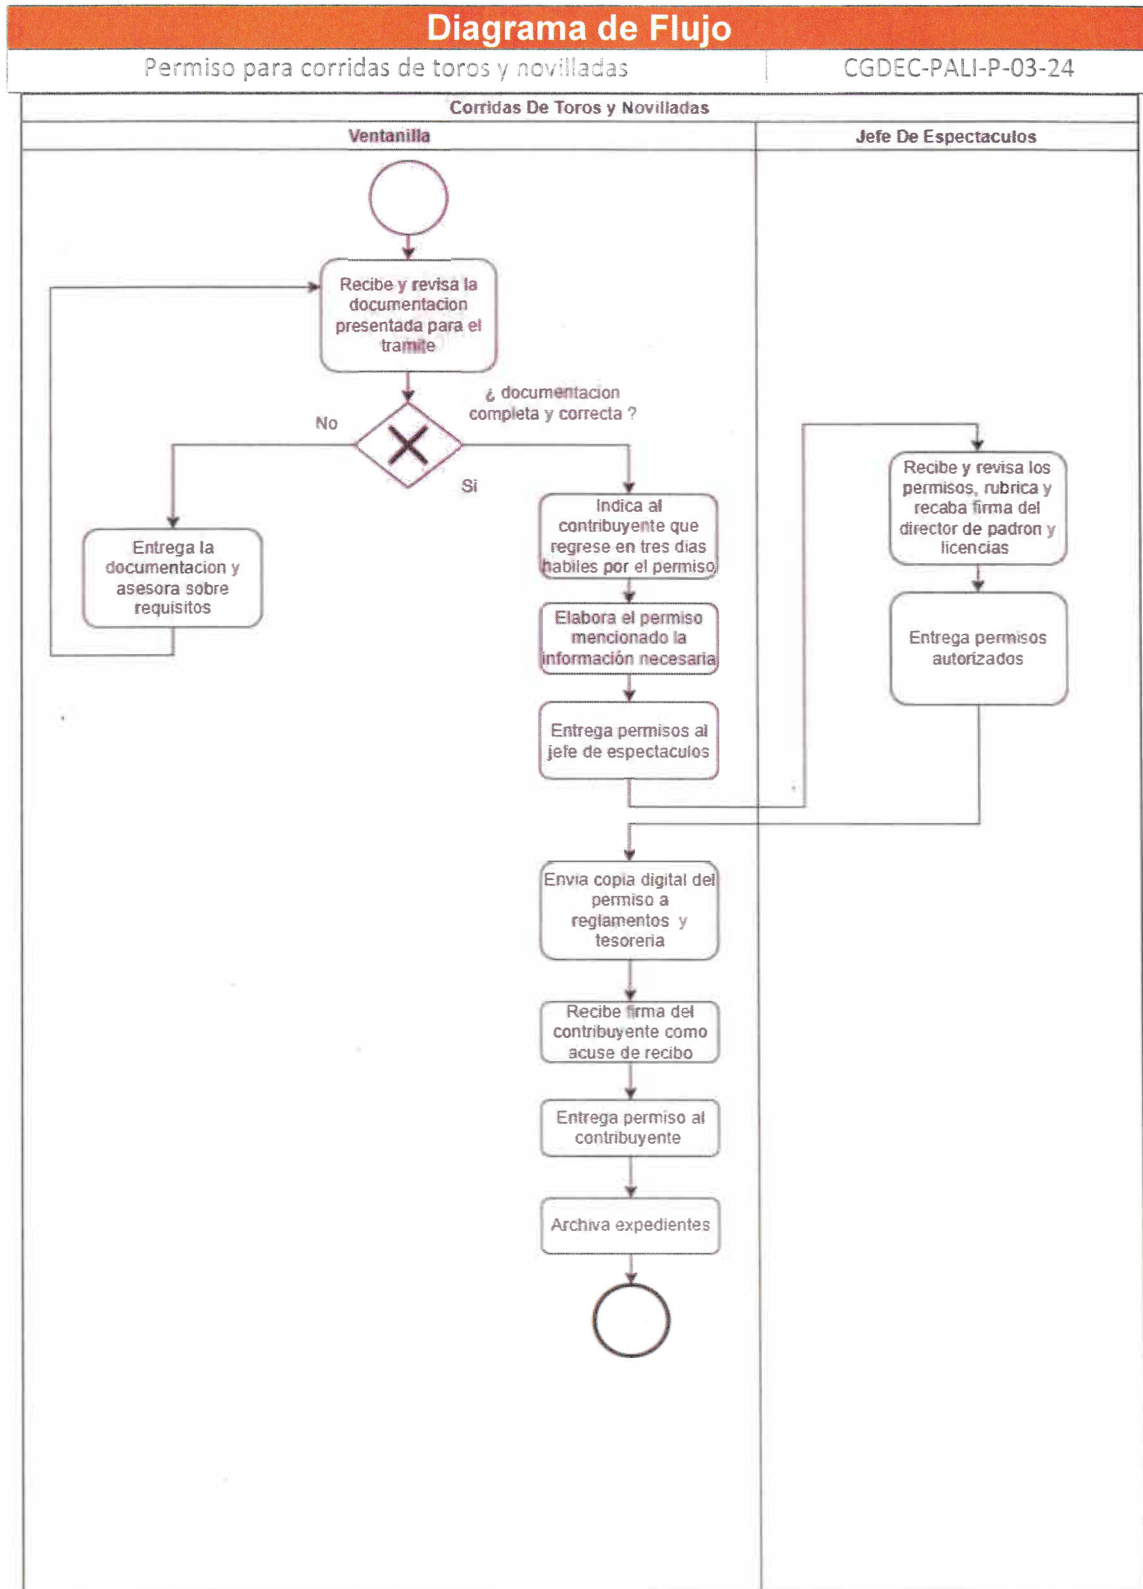 Diagrama de Flujo
Permiso para corridas de toros y novilladas
CGDEC-PALI-P-03-24
Corridas De Toros y Novilladas
Ventanilla
Jefe De Espectaculos
Recibe y revisa la
documentacion
presentada para el
tramite
¿ documentacion
completa y correcta ?
No
Si
Entrega la
documentacion y
asesora sobre
requisitos
Indica al
contribuyente que
regrese en tres dias
habiles por el permiso
Elabora el permiso
mencionado la
información necesaria
Entrega permisos al
jefe de espectaculos
Recibe y revisa los
permisos, rubrica y
recaba firma del
director de padron y
licencias
Entrega permisos
autorizados
Envia copia digital del
permiso a
reglamentos y
tesoreria
Recibe firma del
contribuyente como
acuse de recibo
Entrega permiso al
contribuyente
Archiva expedientes